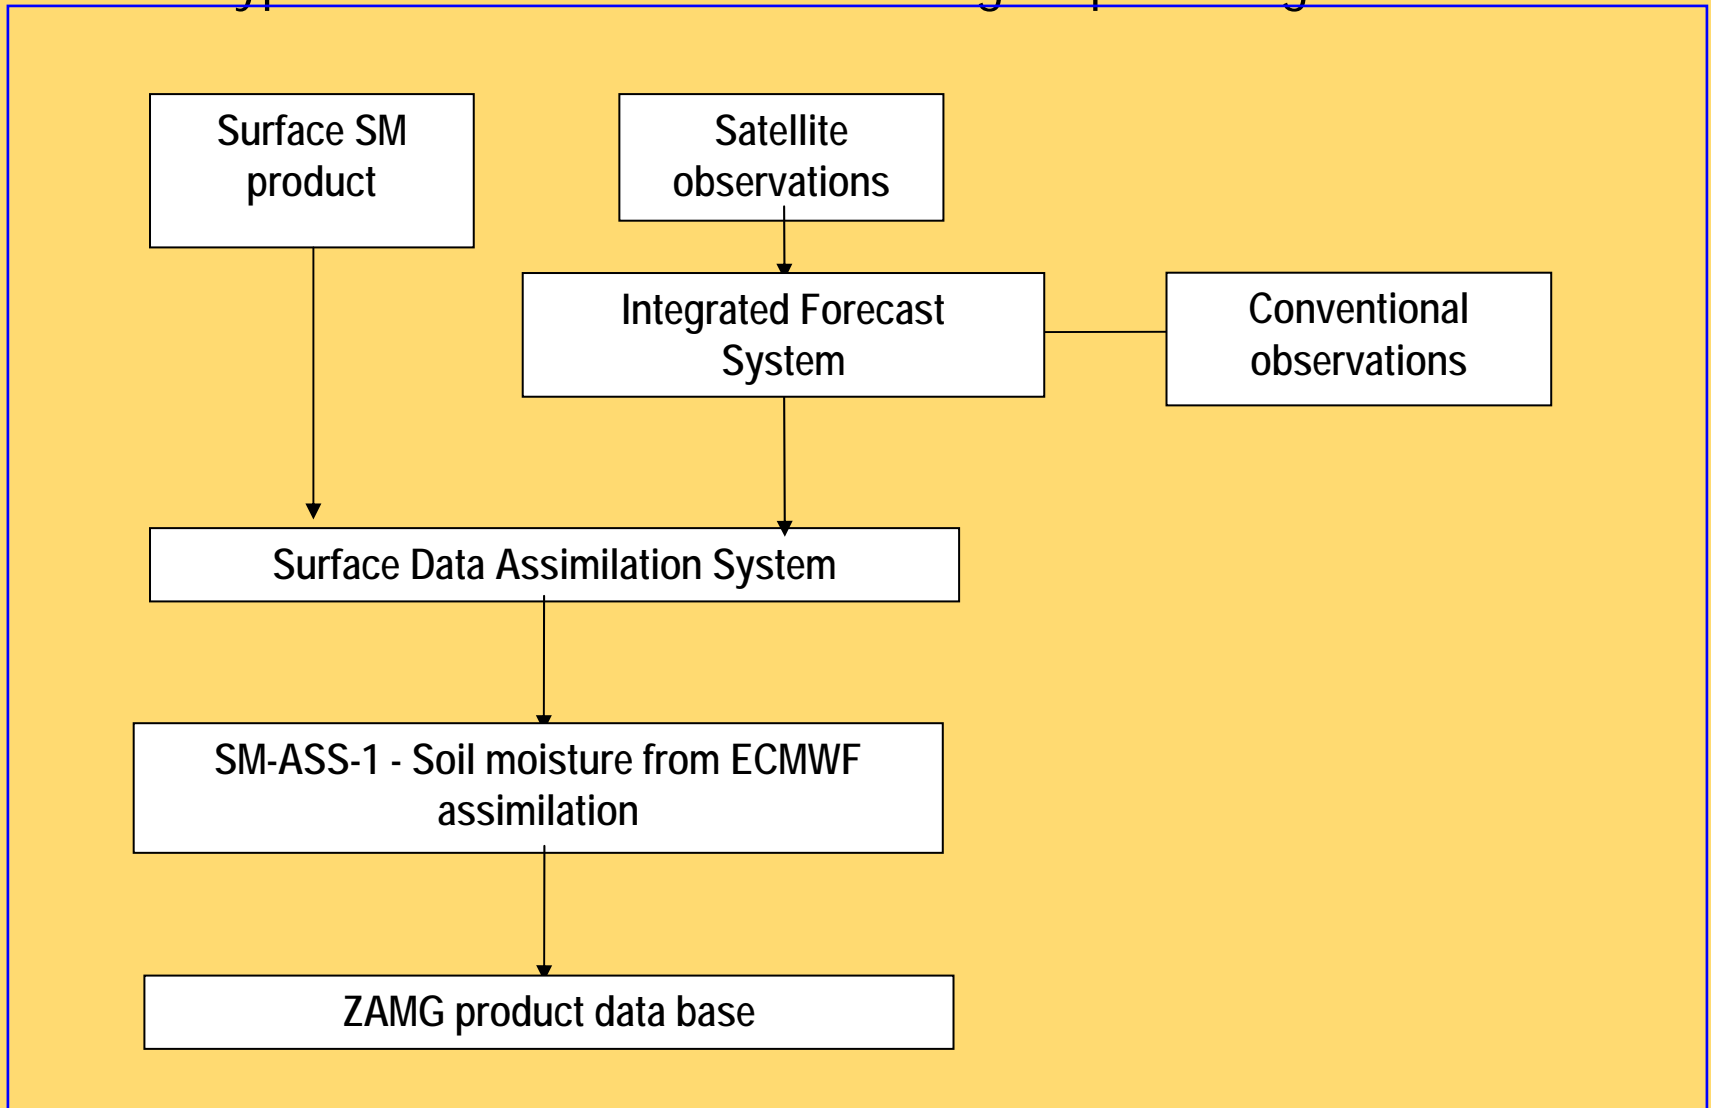 Surface SM
product
Satellite
observations
Integrated Forecast
System
Conventional
observations
Surface Data Assimilation System
SM-ASS-1 - Soil moisture from ECMWF
assimilation
ZAMG product data base